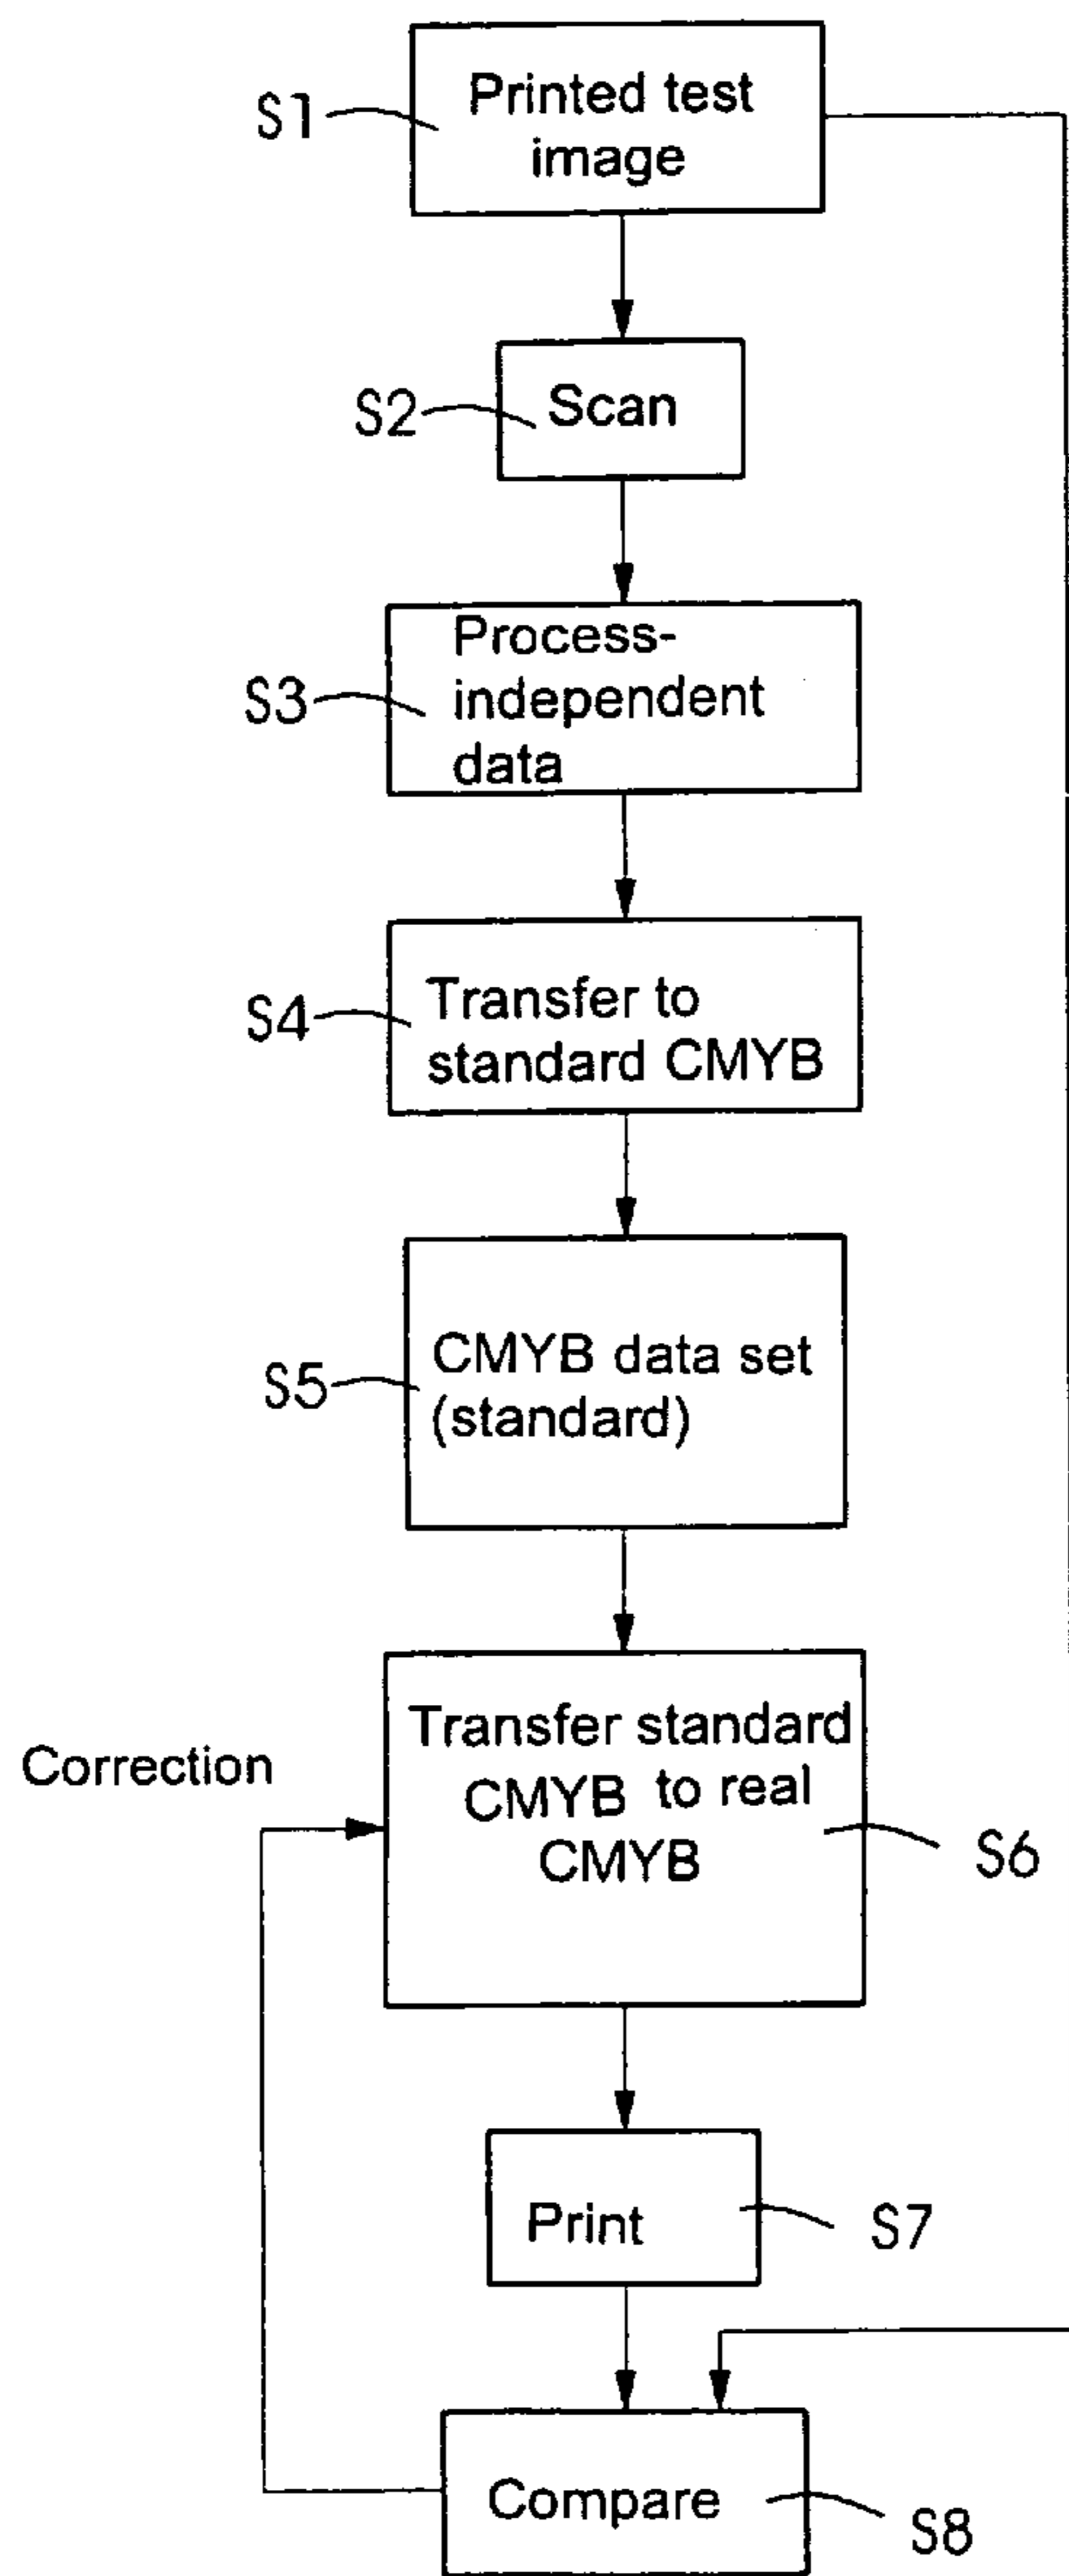 S1
Printed test
image
S2
Scan
S3
Process-
independent
data
S4
Transfer to
standard CMYB
S5
CMYB data set
(standard)
Correction
Transfer standard
CMYB to real
CMYB
S6
Print
S7
Compare
S8